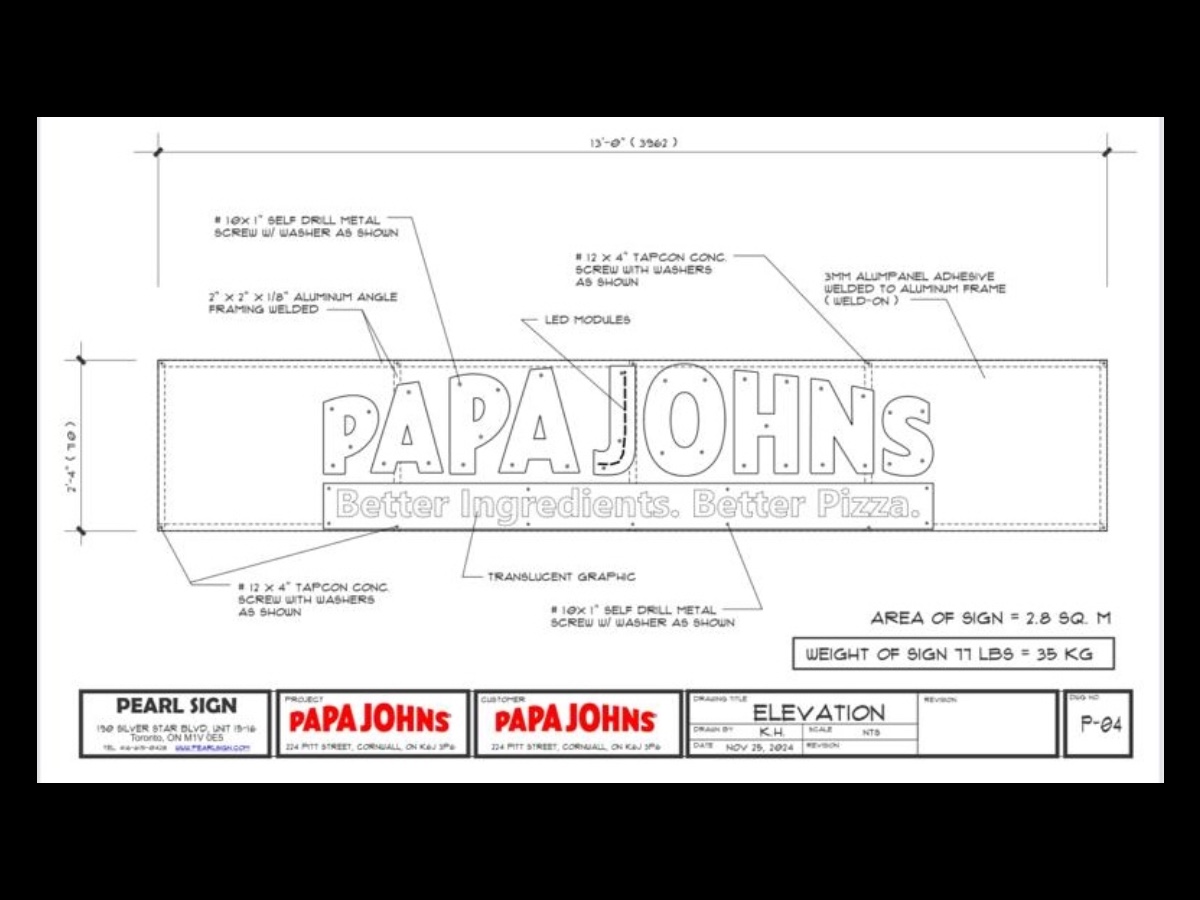 13'-0" ( 3962 )
# 10X 1" SELF DRILL METAL
SCREW W/ WASHER AS SHOWN
# 12 X 4" TAPCON CONC.
SCREW WITH WASHERS
AS SHOWN
3MM ALUMPANEL ADHESIVE
WELDED TO ALUMINUM FRAME
( WELD-ON )
2" X 2" X 1/8" ALUMINUM ANGLE
FRAMING WELDED
LED MODULES
2'-4" ( 710 )
PAPA JOHNS
Better Ingredients. Better Pizza.
TRANSLUCENT GRAPHIC
# 12 X 4" TAPCON CONC.
SCREW WITH WASHERS
AS SHOWN
# 10X 1" SELF DRILL METAL
SCREW W/ WASHER AS SHOWN
AREA OF SIGN = 2.8 SQ. M
WEIGHT OF SIGN 77 LBS = 35 KG
PEARL SIGN
SILVER STAR BLVD, UNIT 15-16
Toronto, ON M1V 0E5
TEL. WWW.PEARLSIGN.COM
PROJECT
PAPA JOHNS
224 PITT STREET, CORNWALL, ON K6J 3P6
CUSTOMER
PAPA JOHNS
224 PITT STREET, CORNWALL, ON K6J 3P6
DRAWING TITLE
ELEVATION
DRAWN BY K.H. SCALE NTS
DATE NOV 25, 2024 REVISION
REVISION
DWG NO
P-04